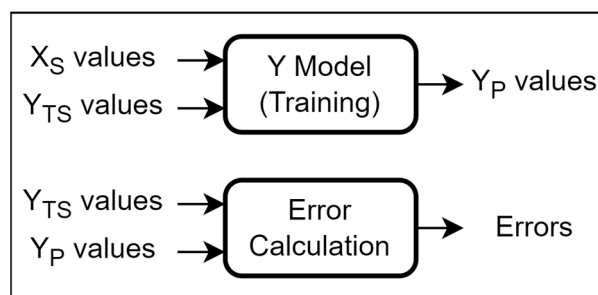 X_S values
Y_TS values
Y Model
(Training)
Y_P values
Y_TS values
Y_P values
Error
Calculation
Errors